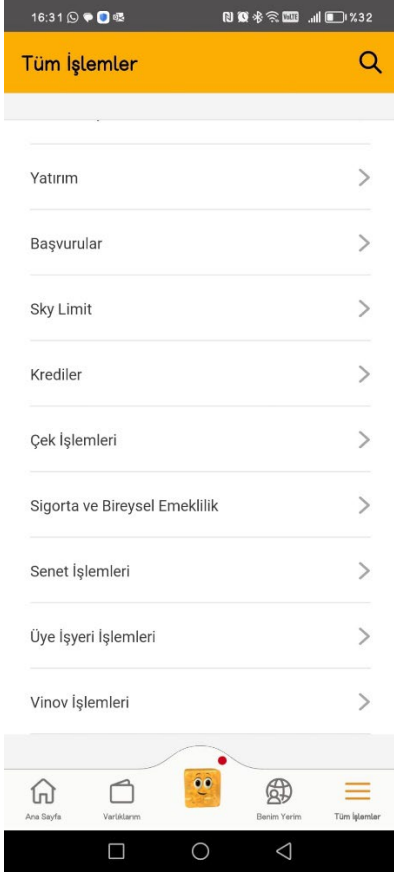 16:31 VoLTE %32
Tüm İşlemler
Yatırım
Başvurular
Sky Limit
Krediler
Çek İşlemleri
Sigorta ve Bireysel Emeklilik
Senet İşlemleri
Üye İşyeri İşlemleri
Vinov İşlemleri
Ana Sayfa Varlıklarım Benim Yerim Tüm İşlemler